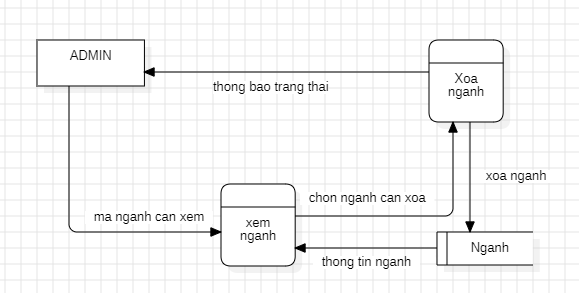 ADMIN
Xoa
nganh
thong bao trang thai
xoa nganh
chon nganh can xoa
ma nganh can xem
xem
nganh
Nganh
thong tin nganh